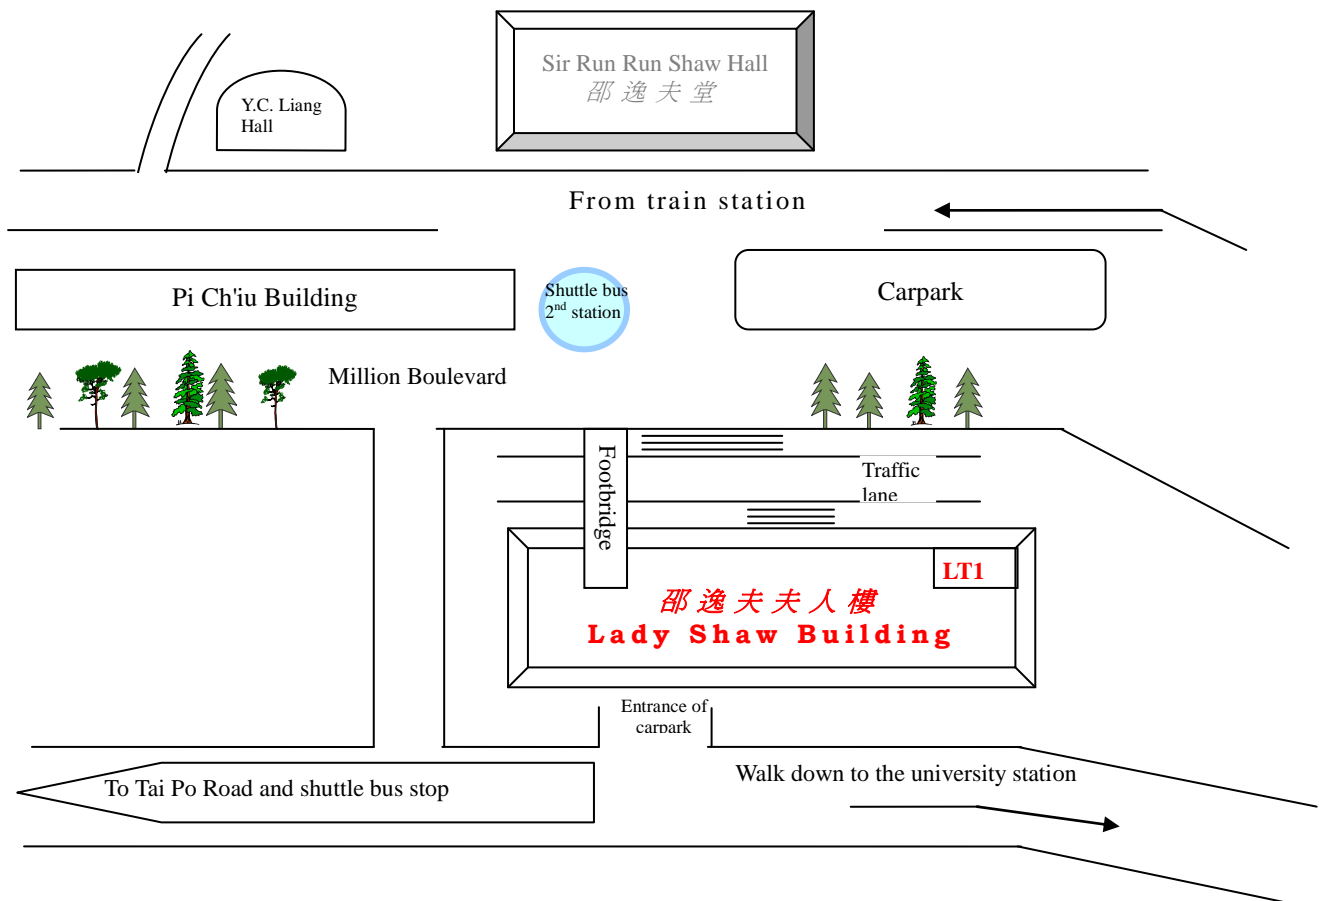 Sir Run Run Shaw Hall
邵逸夫堂
Y.C. Liang
Hall
From train station
Pi Ch'iu Building
Shuttle bus
2nd station
Carpark
Million Boulevard
Footbridge
Traffic
lane
LT1
邵逸夫夫人樓
Lady Shaw Building
Entrance of
carpark
To Tai Po Road and shuttle bus stop
Walk down to the university station